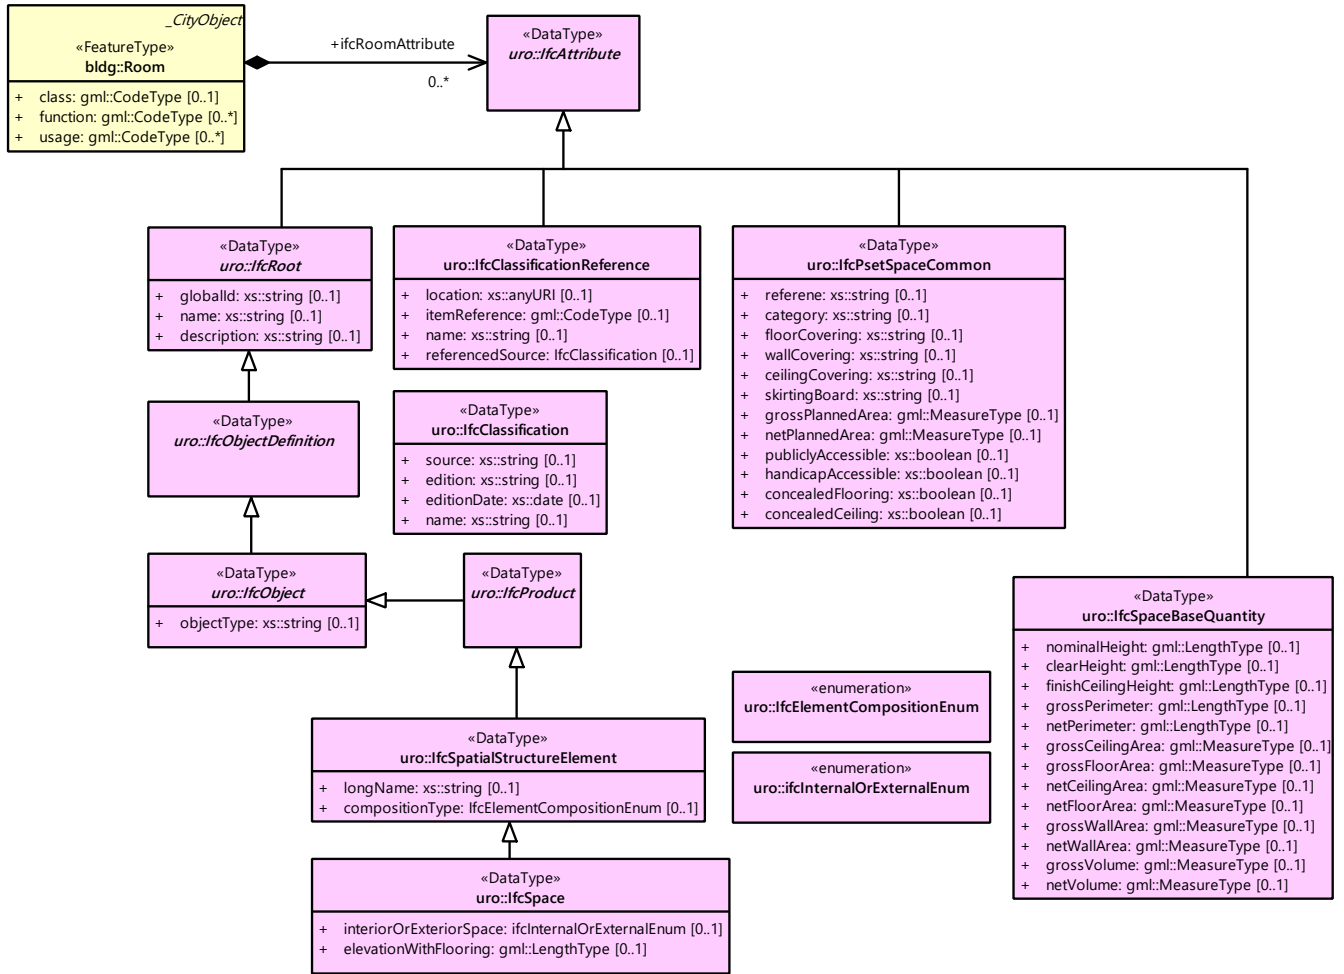 _CityObject
«FeatureType»
bldg::Room
+ class: gml::CodeType [0..1]
+ function: gml::CodeType [0..*]
+ usage: gml::CodeType [0..*]
+ifcRoomAttribute
0..*
«DataType»
uro::IfcAttribute
«DataType»
uro::IfcRoot
+ globalId: xs::string [0..1]
+ name: xs::string [0..1]
+ description: xs::string [0..1]
«DataType»
uro::IfcClassificationReference
+ location: xs::anyURI [0..1]
+ itemReference: gml::CodeType [0..1]
+ name: xs::string [0..1]
+ referencedSource: IfcClassification [0..1]
«DataType»
uro::IfcPsetSpaceCommon
+ referene: xs::string [0..1]
+ category: xs::string [0..1]
+ floorCovering: xs::string [0..1]
+ wallCovering: xs::string [0..1]
+ ceilingCovering: xs::string [0..1]
+ skirtingBoard: xs::string [0..1]
+ grossPlannedArea: gml::MeasureType [0..1]
+ netPlannedArea: gml::MeasureType [0..1]
+ publiclyAccessible: xs::boolean [0..1]
+ handicapAccessible: xs::boolean [0..1]
+ concealedFlooring: xs::boolean [0..1]
+ concealedCeiling: xs::boolean [0..1]
«DataType»
uro::IfcObjectDefinition
«DataType»
uro::IfcClassification
+ source: xs::string [0..1]
+ edition: xs::string [0..1]
+ editionDate: xs::date [0..1]
+ name: xs::string [0..1]
«DataType»
uro::IfcObject
+ objectType: xs::string [0..1]
«DataType»
uro::IfcProduct
«DataType»
uro::IfcSpaceBaseQuantity
+ nominalHeight: gml::LengthType [0..1]
+ clearHeight: gml::LengthType [0..1]
+ finishCeilingHeight: gml::LengthType [0..1]
+ grossPerimeter: gml::LengthType [0..1]
+ netPerimeter: gml::LengthType [0..1]
+ grossCeilingArea: gml::MeasureType [0..1]
+ grossFloorArea: gml::MeasureType [0..1]
+ netCeilingArea: gml::MeasureType [0..1]
+ netFloorArea: gml::MeasureType [0..1]
+ grossWallArea: gml::MeasureType [0..1]
+ netWallArea: gml::MeasureType [0..1]
+ grossVolume: gml::MeasureType [0..1]
+ netVolume: gml::MeasureType [0..1]
«enumeration»
uro::IfcElementCompositionEnum
«enumeration»
uro::ifcInternalOrExternalEnum
«DataType»
uro::IfcSpatialStructureElement
+ longName: xs::string [0..1]
+ compositionType: IfcElementCompositionEnum [0..1]
«DataType»
uro::IfcSpace
+ interiorOrExteriorSpace: ifcInternalOrExternalEnum [0..1]
+ elevationWithFlooring: gml::LengthType [0..1]